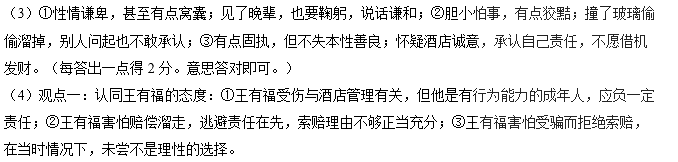 （3）①性情谦卑，甚至有点窝囊；见了晚辈，也要鞠躬，说话谦和；②胆小怕事，有点狡黠；撞了玻璃偷
偷溜掉，别人问起也不敢承认；③有点固执，但不失本性善良；怀疑酒店诚意，承认自己责任，不愿借机
发财。（每答出一点得 2 分。意思答对即可。）
（4）观点一：认同王有福的态度：①王有福受伤与酒店管理有关，但他是有行为能力的成年人，应负一定
责任；②王有福害怕赔偿溜走，逃避责任在先，索赔理由不够正当充分；③王有福害怕受骗而拒绝索赔，
在当时情况下，未尝不是理性的选择。